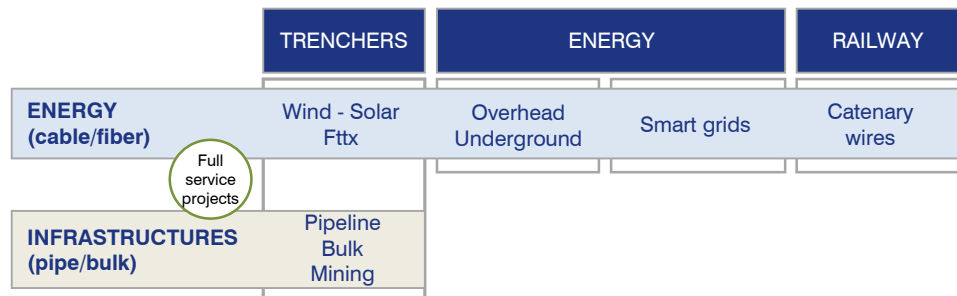 TRENCHERS
ENERGY
RAILWAY
ENERGY
(cable/fiber)
Wind - Solar
Fttx
Overhead
Underground
Smart grids
Catenary
wires
Full
service
projects
INFRASTRUCTURES
(pipe/bulk)
Pipeline
Bulk
Mining